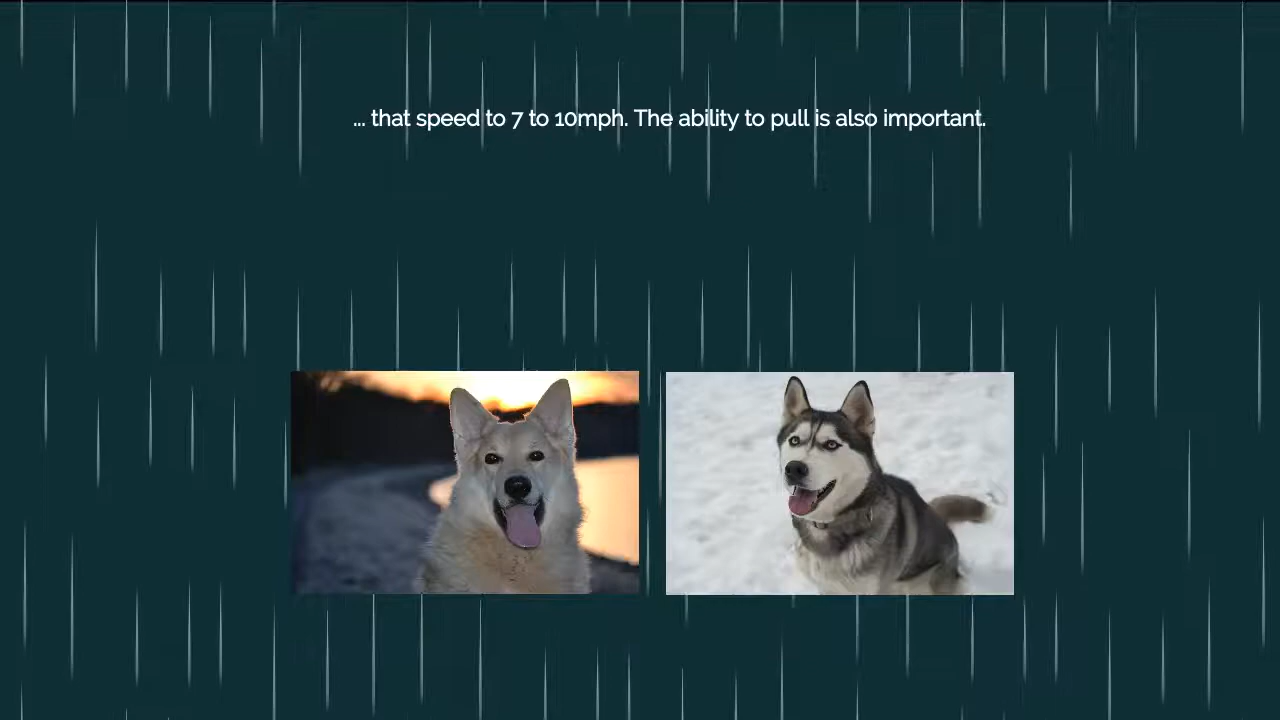 ... that speed to 7 to 10mph. The ability to pull is also important.